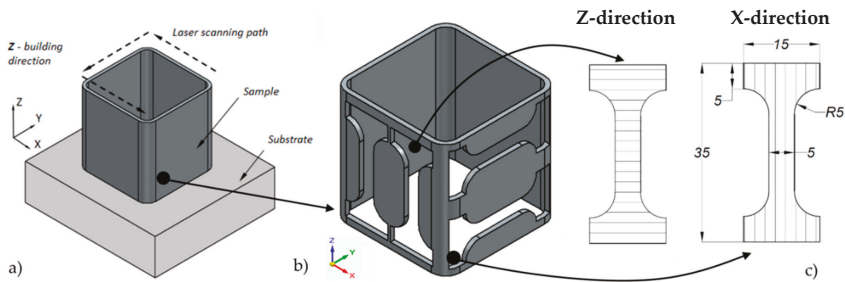 Z - building
direction
Laser scanning path
Z
Y
X
Sample
Substrate
a)
Z
Y
X
b)
Z-direction
X-direction
15
5
R5
35
5
c)